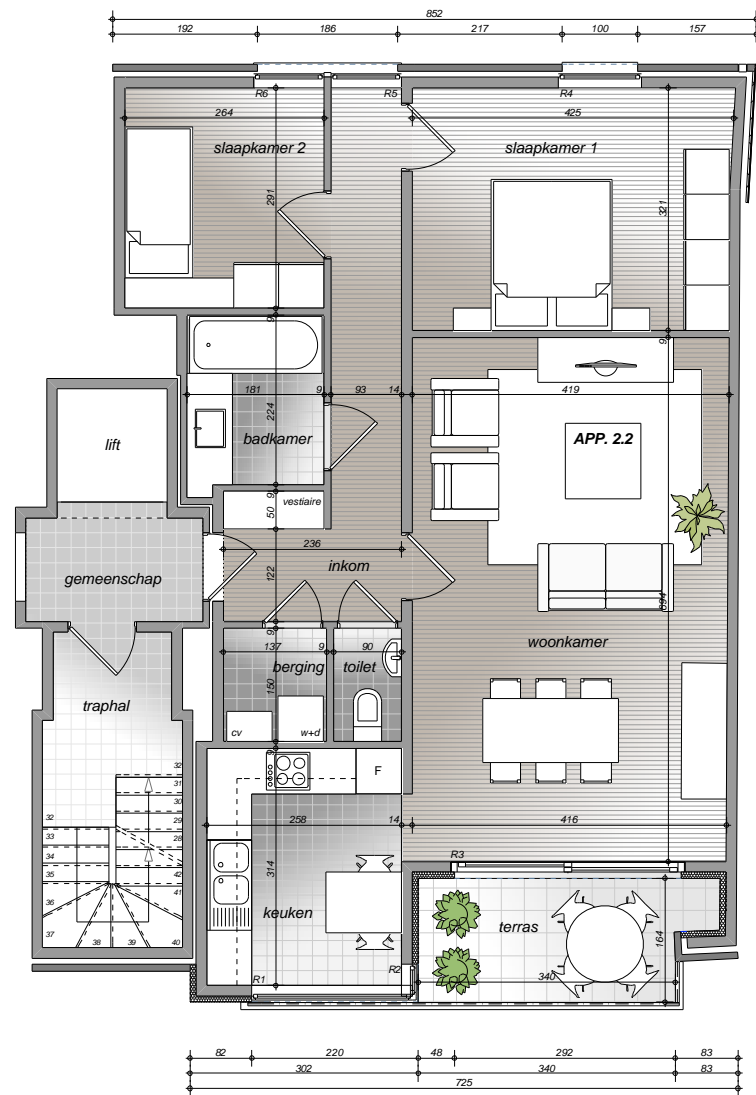 852
192 186 217 100 157
R6 R5 R4
264 425
slaapkamer 2 slaapkamer 1
291 321
9 9
181 9 93 14 419
224
badkamer APP. 2.2
lift
9
vestiaire
50
236
inkom
122
gemeenschap
694
9
137 9 90
berging toilet woonkamer
150
traphal
cv w+d
9
F
32
31
30
29
28
32
33
34
35
36
37
38
39
40
41
42
258 14 416
R3
314
keuken terras
164
R1 R2 340
82 220 48 292 83
302 340 83
725